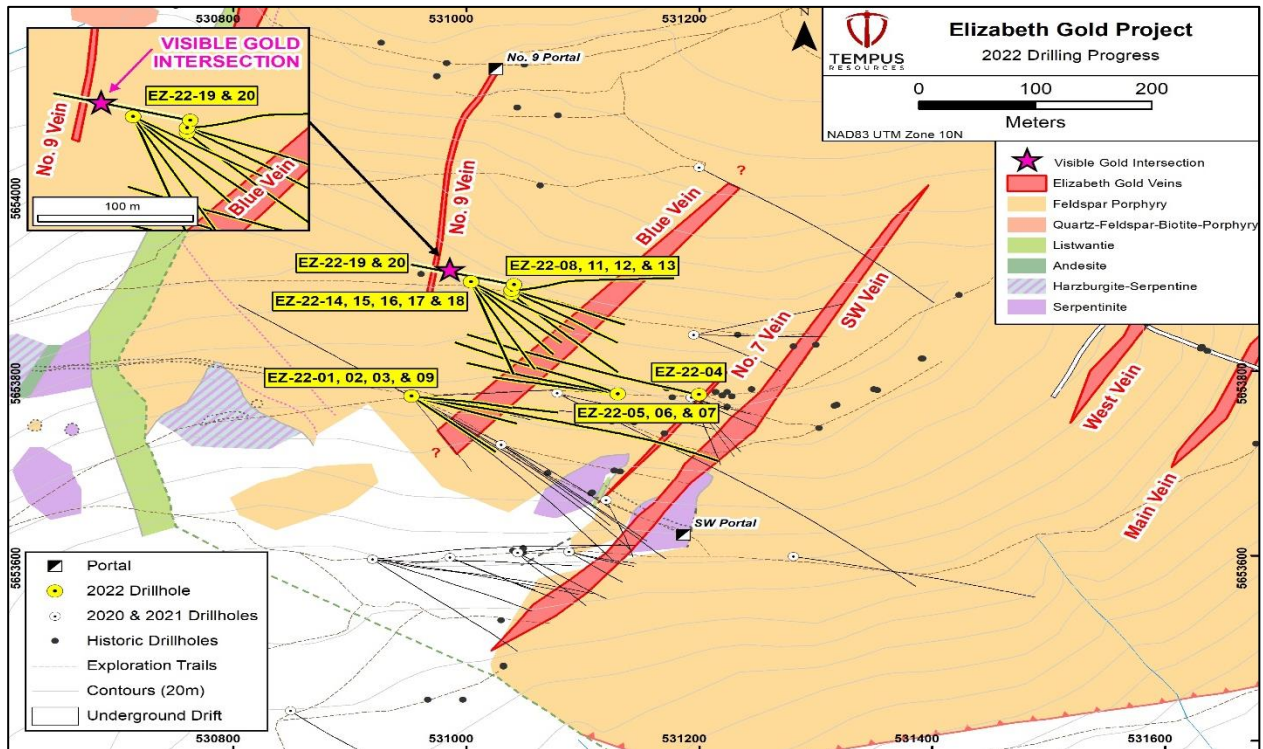 530800
531000
531200
VISIBLE GOLD
INTERSECTION
EZ-22-19 & 20
No. 9 Vein
Blue Vein
100 m
N
TEMPUS
RESOURCES
Elizabeth Gold Project
2022 Drilling Progress
0 100 200
Meters
NAD83 UTM Zone 10N
Visible Gold Intersection
Elizabeth Gold Veins
Feldspar Porphyry
Quartz-Feldspar-Biotite-Porphyry
Listwantie
Andesite
Harzburgite-Serpentine
Serpentinite
No. 9 Portal
No. 9 Vein
?
Blue Vein
SW Vein
No. 7 Vein
West Vein
Main Vein
EZ-22-19 & 20
EZ-22-08, 11, 12, & 13
EZ-22-14, 15, 16, 17 & 18
EZ-22-01, 02, 03, & 09
EZ-22-04
EZ-22-05, 06, & 07
?
SW Portal
5654000
5653800
5653600
5653800
5653600
Portal
2022 Drillhole
2020 & 2021 Drillholes
Historic Drillholes
Exploration Trails
Contours (20m)
Underground Drift
530800
531000
531200
531400
531600